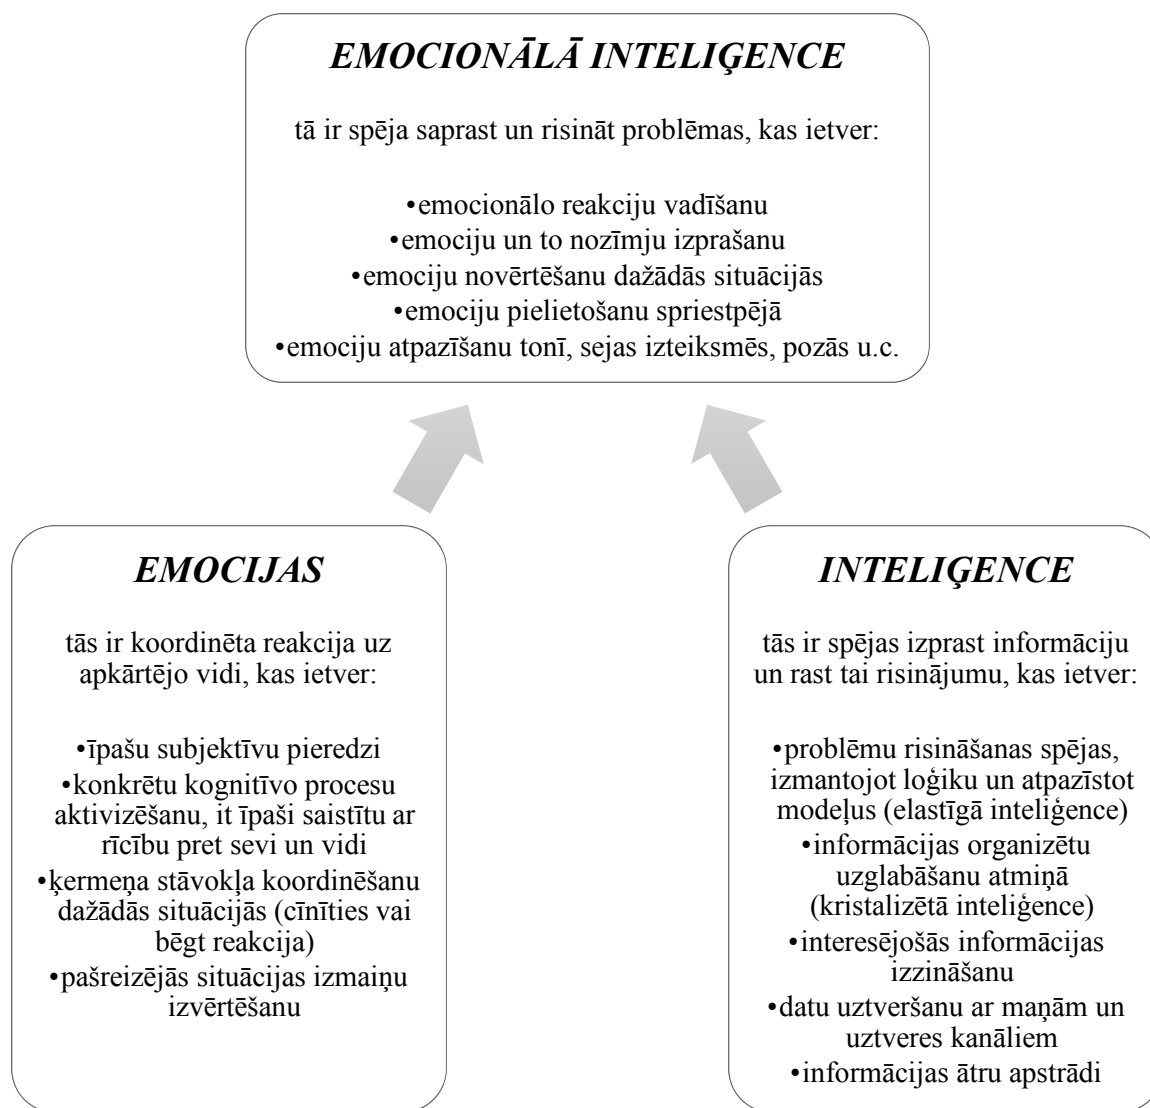 EMOCIONĀLĀ INTELIĢENCE
tā ir spēja saprast un risināt problēmas, kas ietver:
•emocionālo reakciju vadīšanu
•emociju un to nozīmju izprašanu
•emociju novērtēšanu dažādās situācijās
•emociju pielietošanu spriestpējā
•emociju atpazīšanu tonī, sejas izteiksmēs, pozās u.c.
EMOCIJAS
tās ir koordinēta reakcija uz
apkārtējo vidi, kas ietver:
•īpašu subjektīvu pieredzi
•konkrētu kognitīvo procesu
aktivizēšanu, it īpaši saistītu ar
rīcību pret sevi un vidi
•ķermeņa stāvokļa koordinēšanu
dažādās situācijās (cīnīties vai
bēgt reakcija)
•pašreizējās situācijas izmaiņu
izvērtēšanu
INTELIĢENCE
tās ir spējas izprast informāciju
un rast tai risinājumu, kas ietver:
•problēmu risināšanas spējas,
izmantojot loģiku un atpazīstot
modeļus (elastīgā inteliģence)
•informācijas organizētu
uzglabāšanu atmiņā
(kristalizētā inteliģence)
•interesējošās informācijas
izzināšanu
•datu uztveršanu ar maņām un
uztveres kanāliem
•informācijas ātru apstrādi